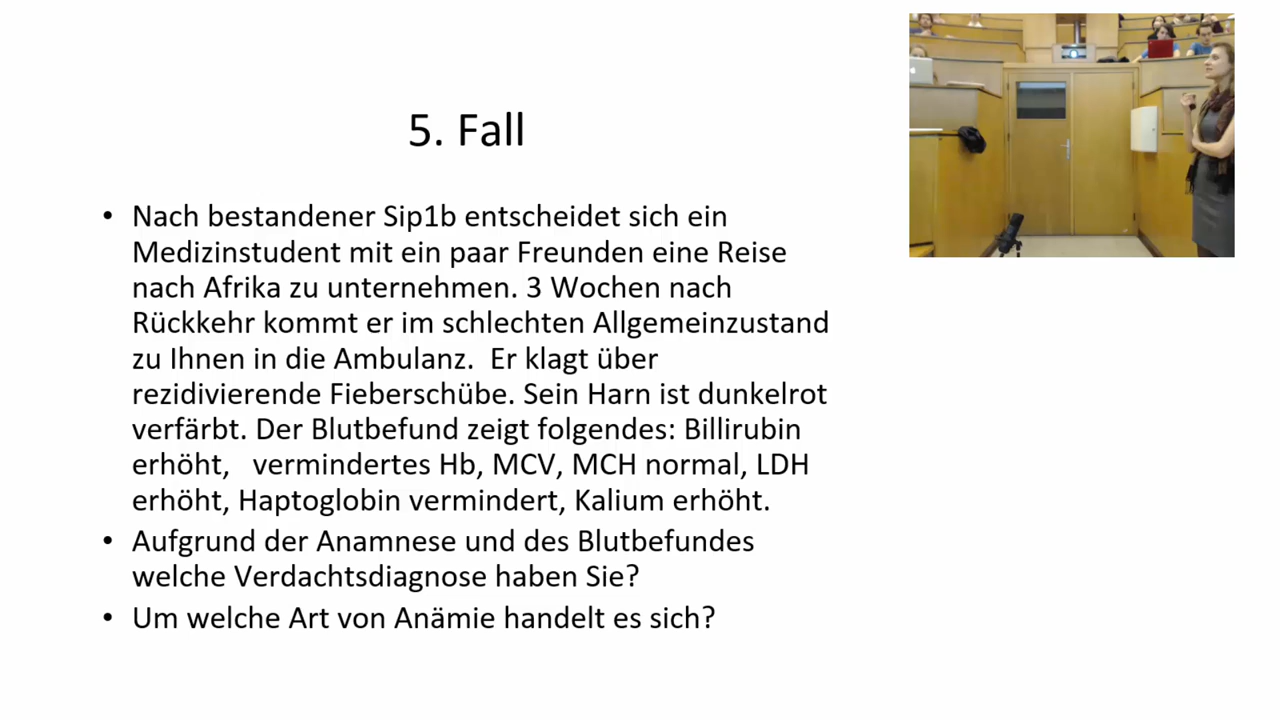 5. Fall
• Nach bestandener Sip1b entscheidet sich ein
Medizinstudent mit ein paar Freunden eine Reise
nach Afrika zu unternehmen. 3 Wochen nach
Rückkehr kommt er im schlechten Allgemeinzustand
zu Ihnen in die Ambulanz.  Er klagt über
rezidivierende Fieberschübe. Sein Harn ist dunkelrot
verfärbt. Der Blutbefund zeigt folgendes: Billirubin
erhöht,   vermindertes Hb, MCV, MCH normal, LDH
erhöht, Haptoglobin vermindert, Kalium erhöht.
• Aufgrund der Anamnese und des Blutbefundes
welche Verdachtsdiagnose haben Sie?
• Um welche Art von Anämie handelt es sich?